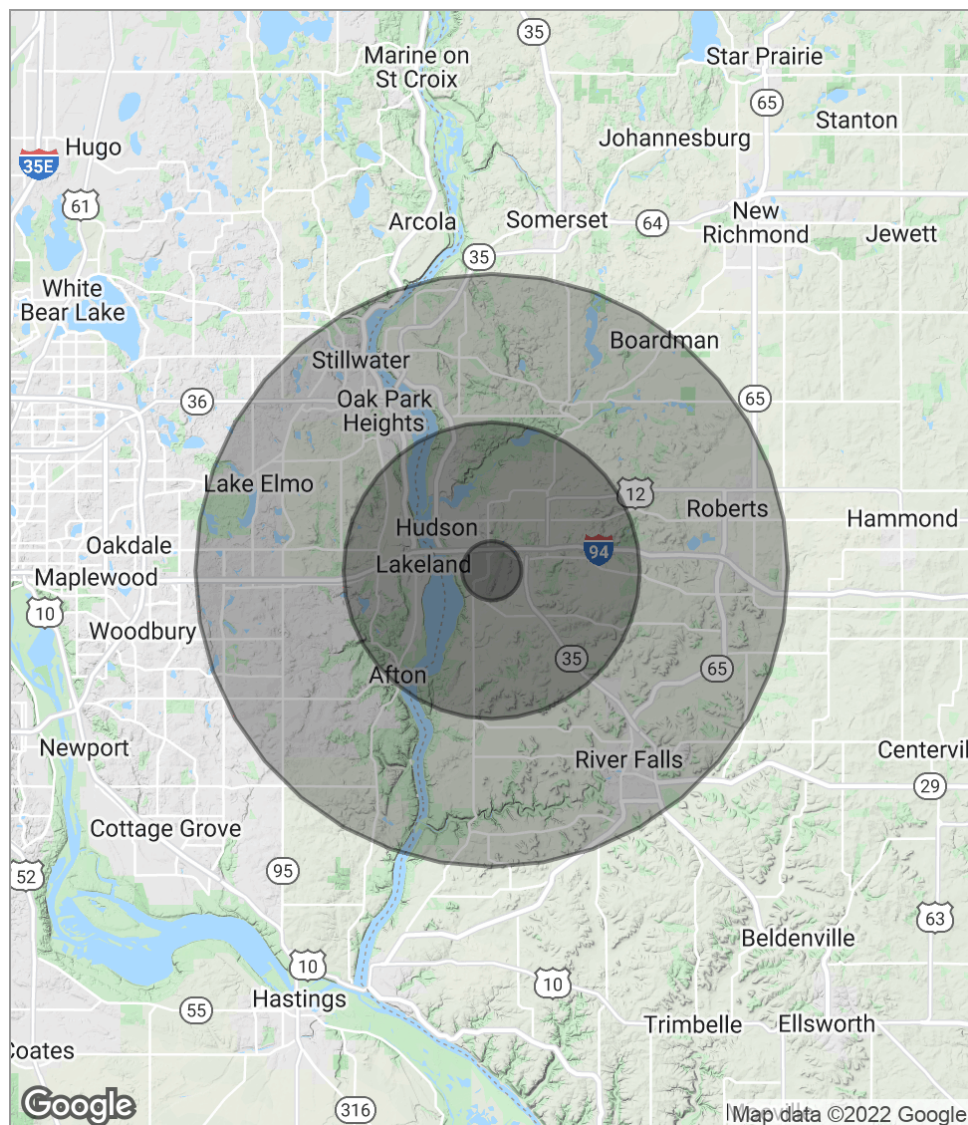 35
Marine on
St Croix
Star Prairie
65
Stanton
Johannesburg
Hugo
35E
61
Arcola
Somerset
64
New
Richmond
Jewett
35
White
Bear Lake
Boardman
Stillwater
36
Oak Park
Heights
65
Lake Elmo
12
Roberts
Hammond
Hudson
Oakdale
94
Lakeland
Maplewood
10
Woodbury
35
65
Afton
Newport
River Falls
Centervil
29
Cottage Grove
95
52
63
Beldenville
10
10
Hastings
55
Trimbelle
Ellsworth
Coates
Google
316
Map data ©2022 Google